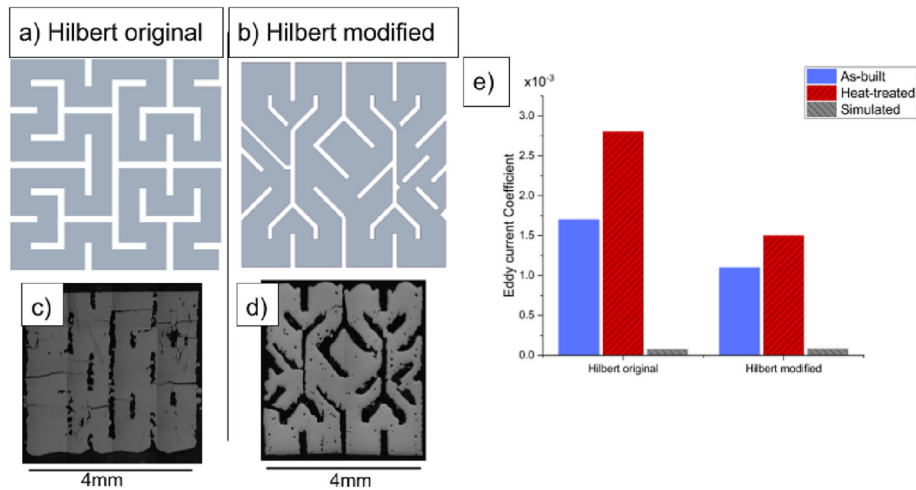 a) Hilbert original
b) Hilbert modified
c)
4mm
d)
4mm
e)
x10⁻³
As-built
Heat-treated
Simulated
Eddy current Coefficient
3.0
2.5
2.0
1.5
1.0
0.5
0.0
Hilbert original
Hilbert modified